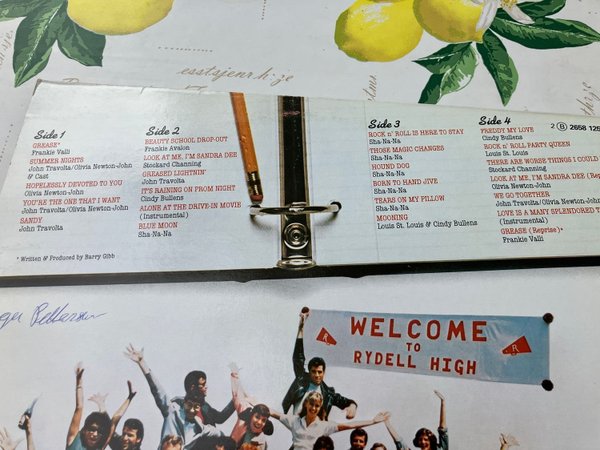 esstsjenr.h.je
Side 1
GREASE*
Frankie Valli
SUMMER NIGHTS
John Travolta/Olivia Newton-John
& Cast
HOPELESSLY DEVOTED TO YOU
Olivia Newton-John
YOU'RE THE ONE THAT I WANT
John Travolta/Olivia Newton-John
SANDY
John Travolta
* Written & Produced by Barry Gibb
Side 2
BEAUTY SCHOOL DROP-OUT
Frankie Avalon
LOOK AT ME, I'M SANDRA DEE
Stockard Channing
GREASED LIGHTNIN'
John Travolta
IT'S RAINING ON PROM NIGHT
Cindy Bullens
ALONE AT THE DRIVE-IN MOVIE
(Instrumental)
BLUE MOON
Sha-Na-Na
Side 3
ROCK n' ROLL IS HERE TO STAY
Sha-Na-Na
THOSE MAGIC CHANGES
Sha-Na-Na
HOUND DOG
Sha-Na-Na
BORN TO HAND JIVE
Sha-Na-Na
TEARS ON MY PILLOW
Sha-Na-Na
MOONING
Louis St. Louis & Cindy Bullens
Side 4
FREDDY MY LOVE
Cindy Bullens
ROCK n' ROLL PARTY QUEEN
Louis St. Louis
THERE ARE WORSE THINGS I COULD
Stockard Channing
LOOK AT ME, I'M SANDRA DEE (Rep
Olivia Newton-John
WE GO TOGETHER
John Travolta/Olivia Newton-John
LOVE IS A MANY SPLENDORED T
(Instrumental)
GREASE (Reprise)*
Frankie Valli
2 B 2658 125
WELCOME
TO
RYDELL HIGH
R
R